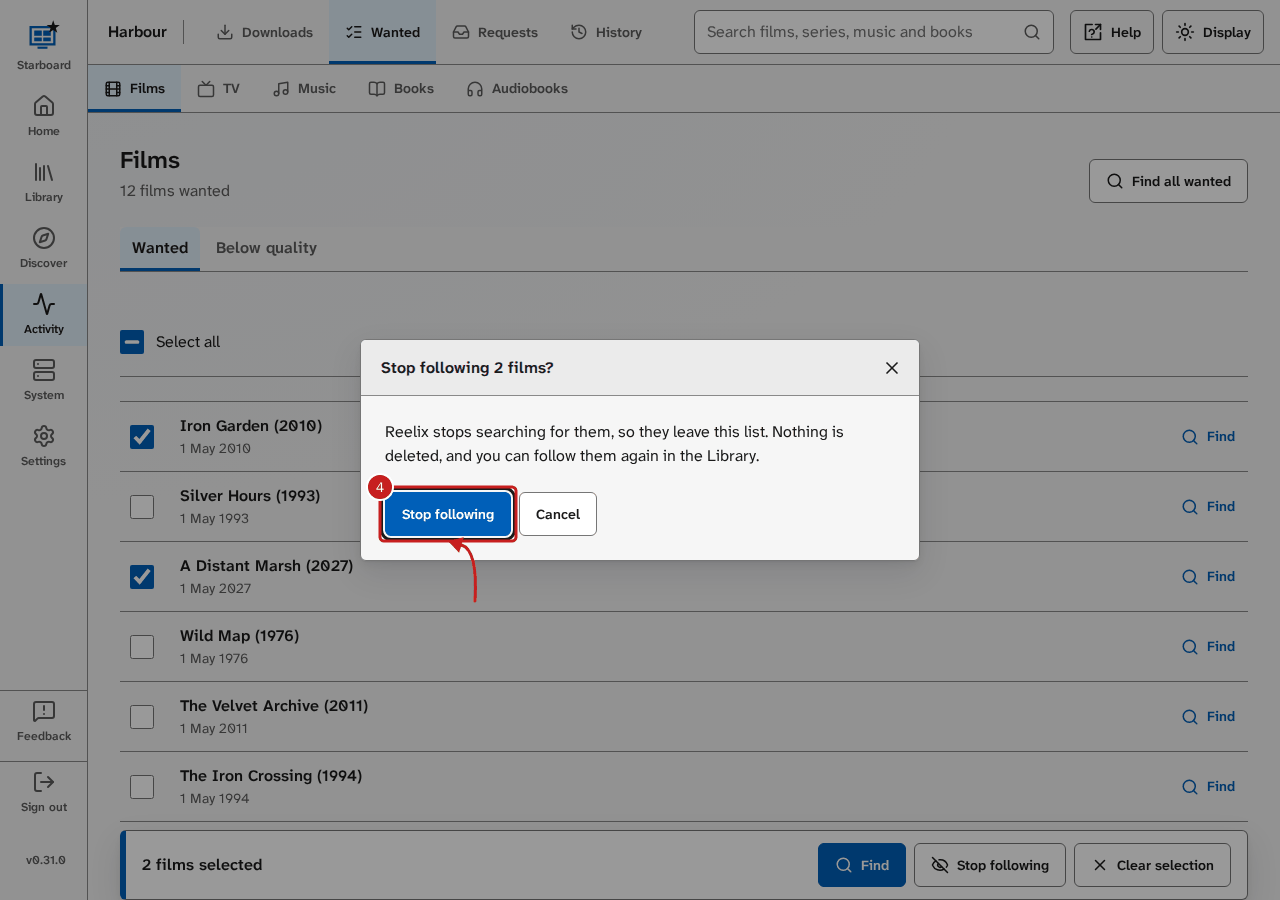 Starboard
Home
Library
Discover
Activity
System
Settings
Feedback
Sign out
v0.31.0
Harbour
Downloads
Wanted
Requests
History
Search films, series, music and books
Help
Display
Films
TV
Music
Books
Audiobooks
Films
12 films wanted
Find all wanted
Wanted
Below quality
Select all
Stop following 2 films?
Reelix stops searching for them, so they leave this list. Nothing is
deleted, and you can follow them again in the Library.
4
Stop following
Cancel
Iron Garden (2010)
1 May 2010
Find
Silver Hours (1993)
1 May 1993
Find
A Distant Marsh (2027)
1 May 2027
Find
Wild Map (1976)
1 May 1976
Find
The Velvet Archive (2011)
1 May 2011
Find
The Iron Crossing (1994)
1 May 1994
Find
2 films selected
Find
Stop following
Clear selection